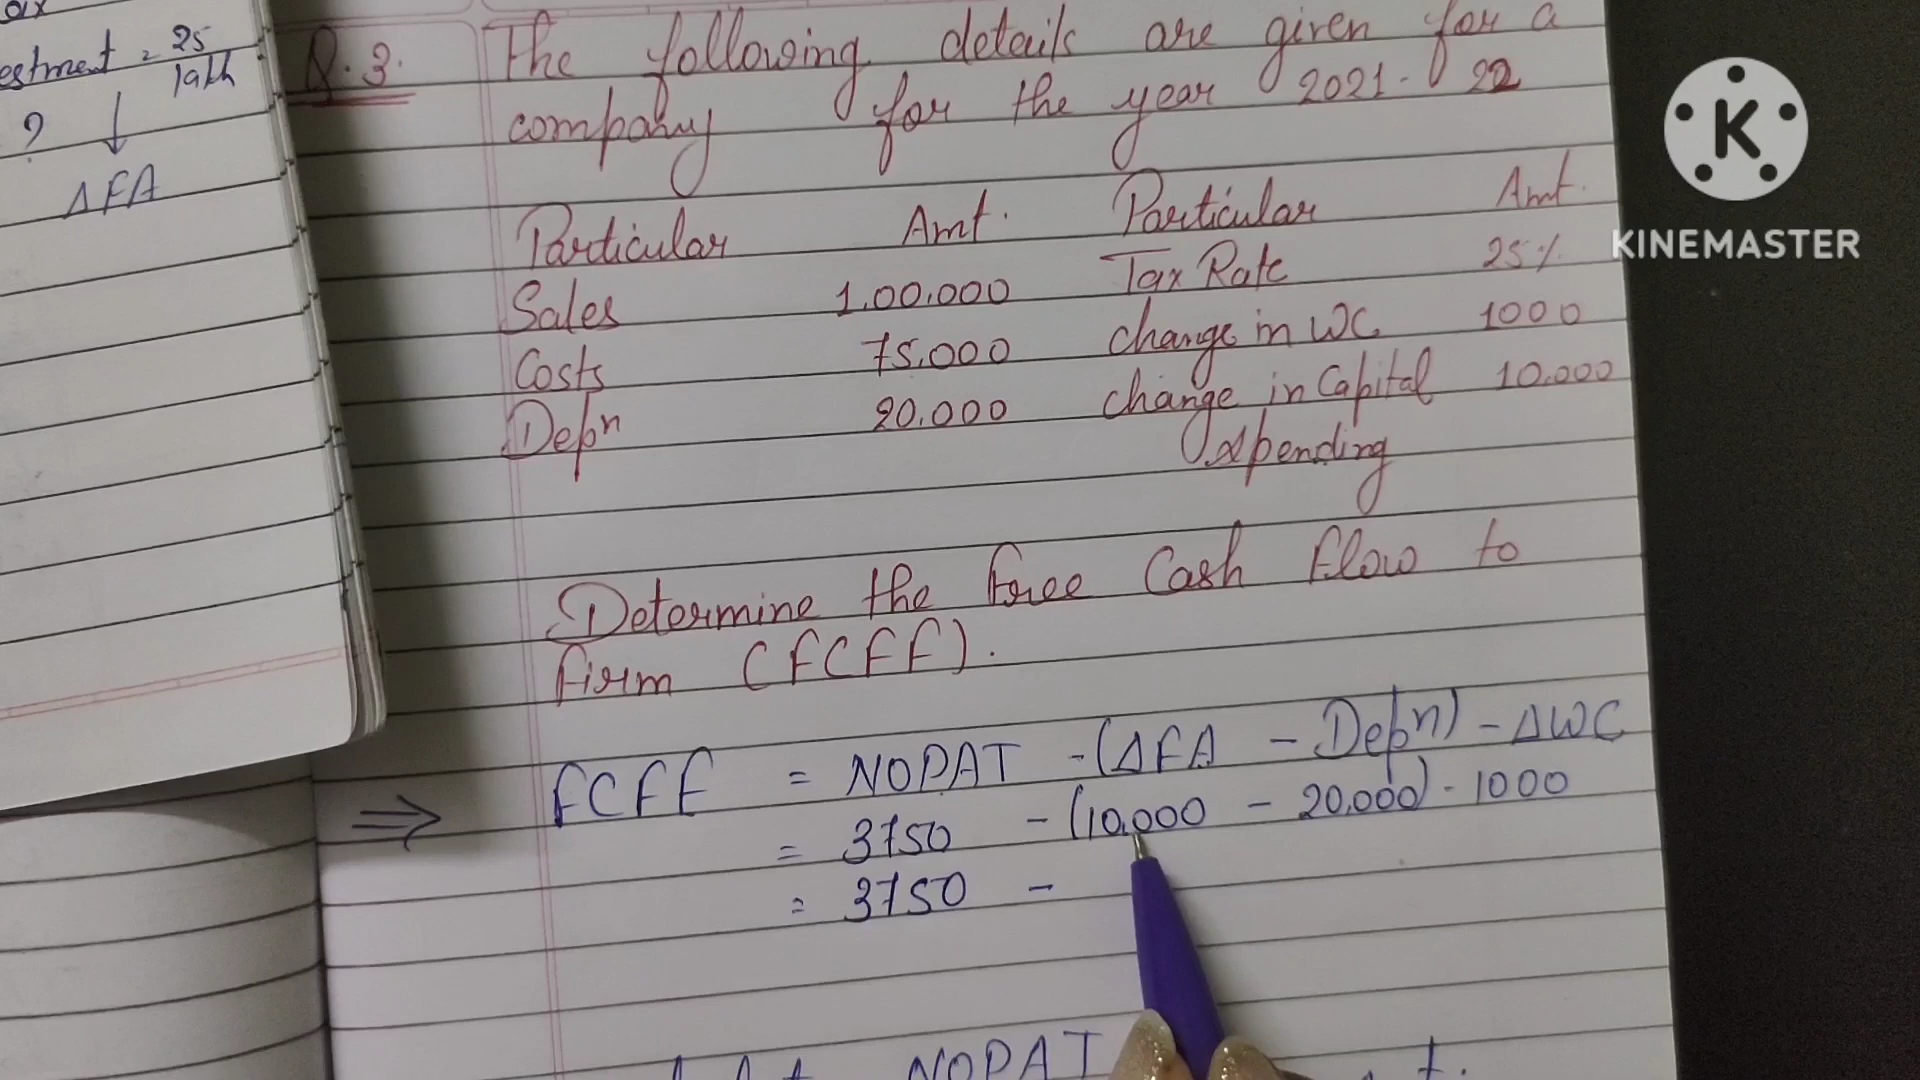 estment = 25
lakh
?
ΔFA
Q.3. The following details are given for a
company for the year 2021-22
Particular Amt. Particular Amt.
Sales 1,00,000 Tax Rate 25%
Costs 75,000 change in WC 1000
Depn 20,000 change in Capital 10,000
spending
Determine the Free Cash Flow to
firm (FCFF).
⇒ FCFF = NOPAT - (ΔFA - Depn) - ΔWC
= 3750 - (10,000 - 20,000) - 1000
= 3750 -
NOPAT
K
KINEMASTER